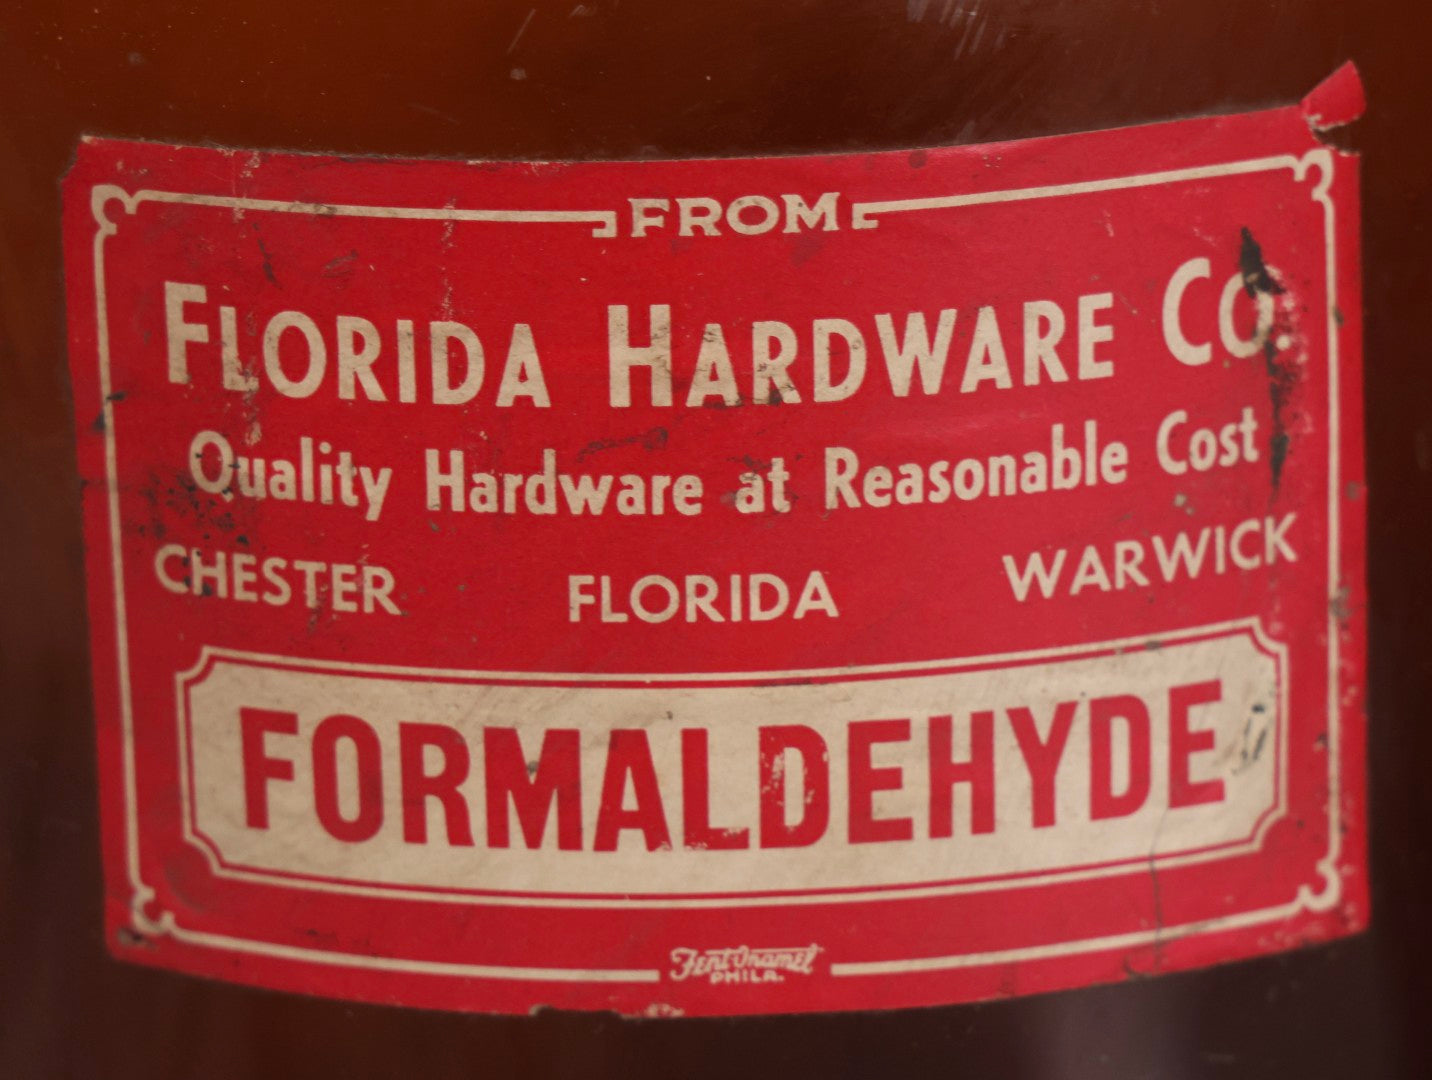 FROM
FLORIDA HARDWARE CO.
Quality Hardware at Reasonable Cost
CHESTER FLORIDA WARWICK
FORMALDEHYDE
PHILA.